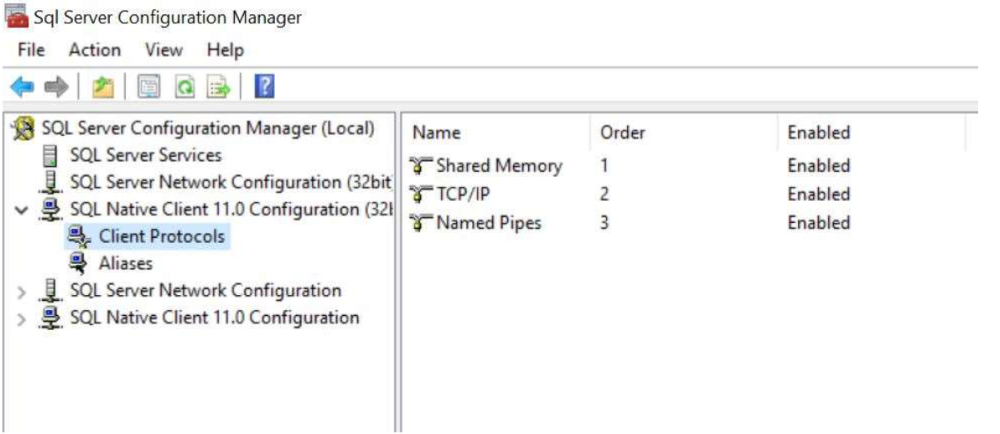 Sql Server Configuration Manager
File Action View Help
SQL Server Configuration Manager (Local)
SQL Server Services
SQL Server Network Configuration (32bit
SQL Native Client 11.0 Configuration (32b
Client Protocols
Aliases
SQL Server Network Configuration
SQL Native Client 11.0 Configuration
Name Order Enabled
Shared Memory 1 Enabled
TCP/IP 2 Enabled
Named Pipes 3 Enabled